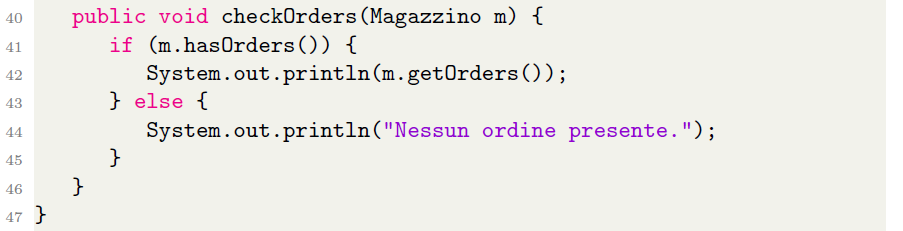 40 public void checkOrders(Magazzino m) {
41 if (m.hasOrders()) {
42 System.out.println(m.getOrders());
43 } else {
44 System.out.println("Nessun ordine presente.");
45 }
46 }
47 }